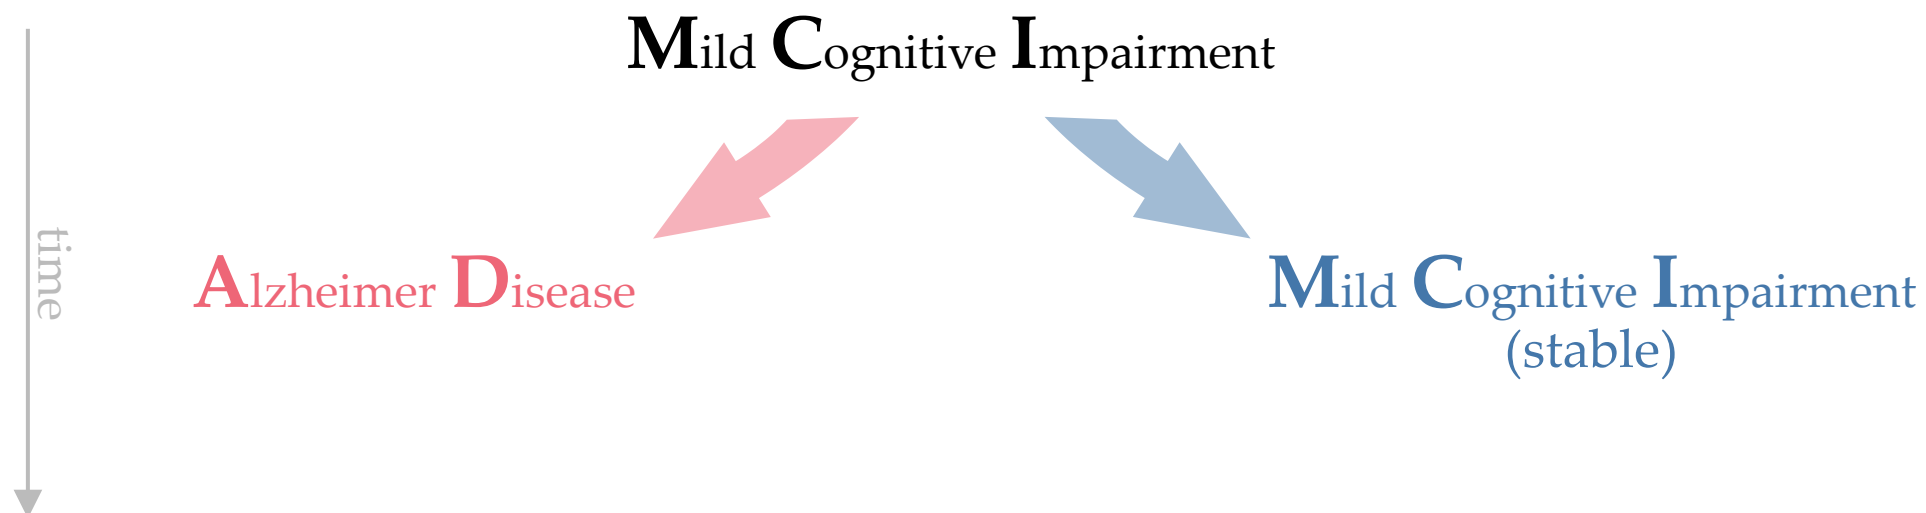 Mild Cognitive Impairment
time
Alzheimer Disease
Mild Cognitive Impairment
(stable)